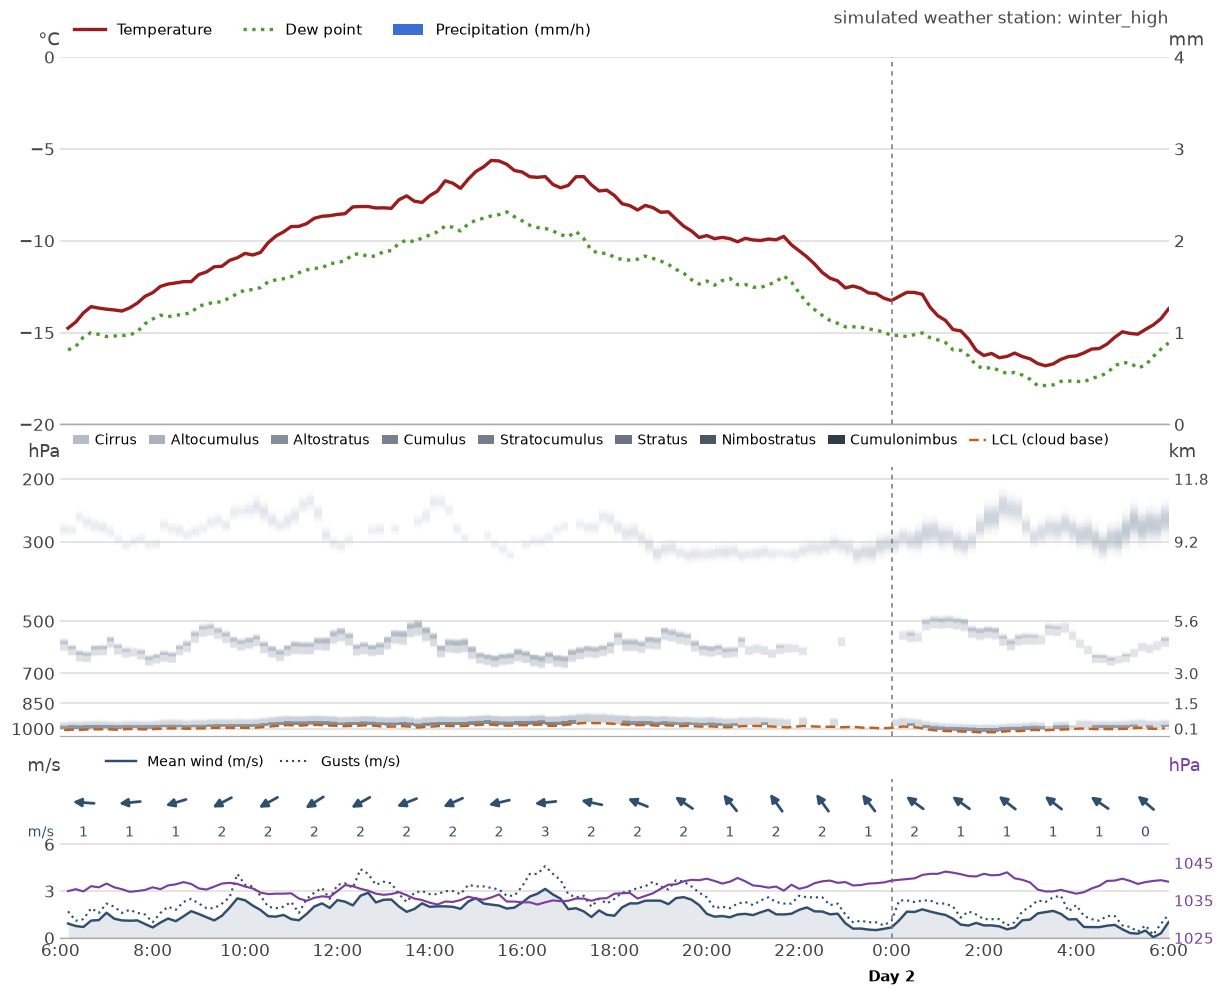 simulated weather station: winter_high
°C Temperature Dew point Precipitation (mm/h) mm
0 4
−5 3
−10 2
−15 1
−20 0
hPa Cirrus Altocumulus Altostratus Cumulus Stratocumulus Stratus Nimbostratus Cumulonimbus LCL (cloud base) km
200 11.8
300 9.2
500 5.6
700 3.0
850 1.5
1000 0.1
m/s Mean wind (m/s) Gusts (m/s) hPa
m/s 1 1 1 2 2 2 2 2 2 2 3 2 2 2 1 2 2 1 2 1 1 1 1 0
6 1045
3 1035
0 1025
6:00 8:00 10:00 12:00 14:00 16:00 18:00 20:00 22:00 0:00 2:00 4:00 6:00
Day 2